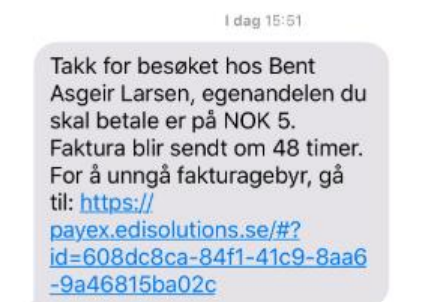 I dag 15:51
Takk for besøket hos Bent
Asgeir Larsen, egenandelen du
skal betale er på NOK 5.
Faktura blir sendt om 48 timer.
For å unngå fakturagebyr, gå
til: https://
payex.edisolutions.se/#?
id=608dc8ca-84f1-41c9-8aa6
-9a46815ba02c